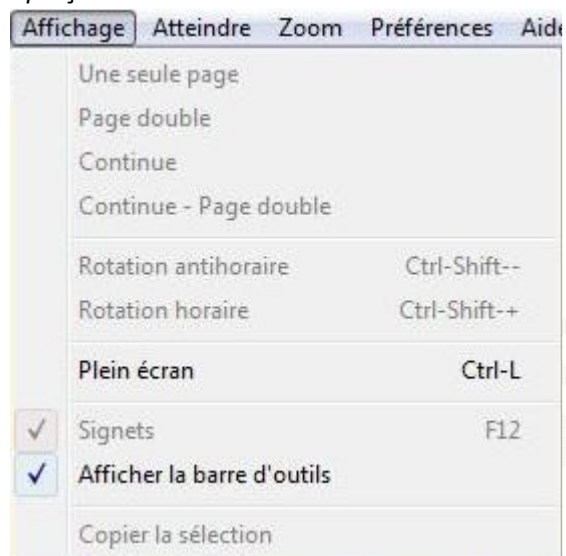 Affichage Atteindre Zoom Préférences Aide
Une seule page
Page double
Continue
Continue - Page double
Rotation antihoraire Ctrl-Shift--
Rotation horaire Ctrl-Shift-+
Plein écran Ctrl-L
Signets F12
Afficher la barre d'outils
Copier la sélection